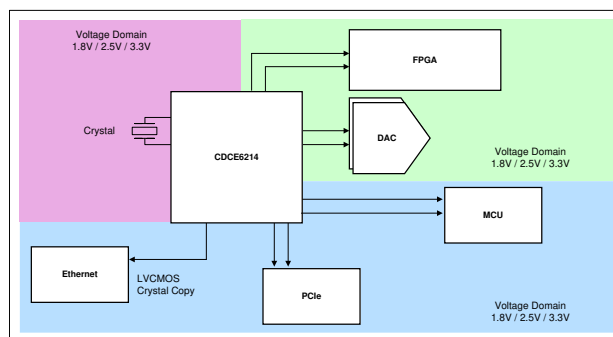 Voltage Domain
1.8V / 2.5V / 3.3V
FPGA
Crystal
CDCE6214
DAC
Voltage Domain
1.8V / 2.5V / 3.3V
MCU
Ethernet
LVCMOS
Crystal Copy
PCIe
Voltage Domain
1.8V / 2.5V / 3.3V